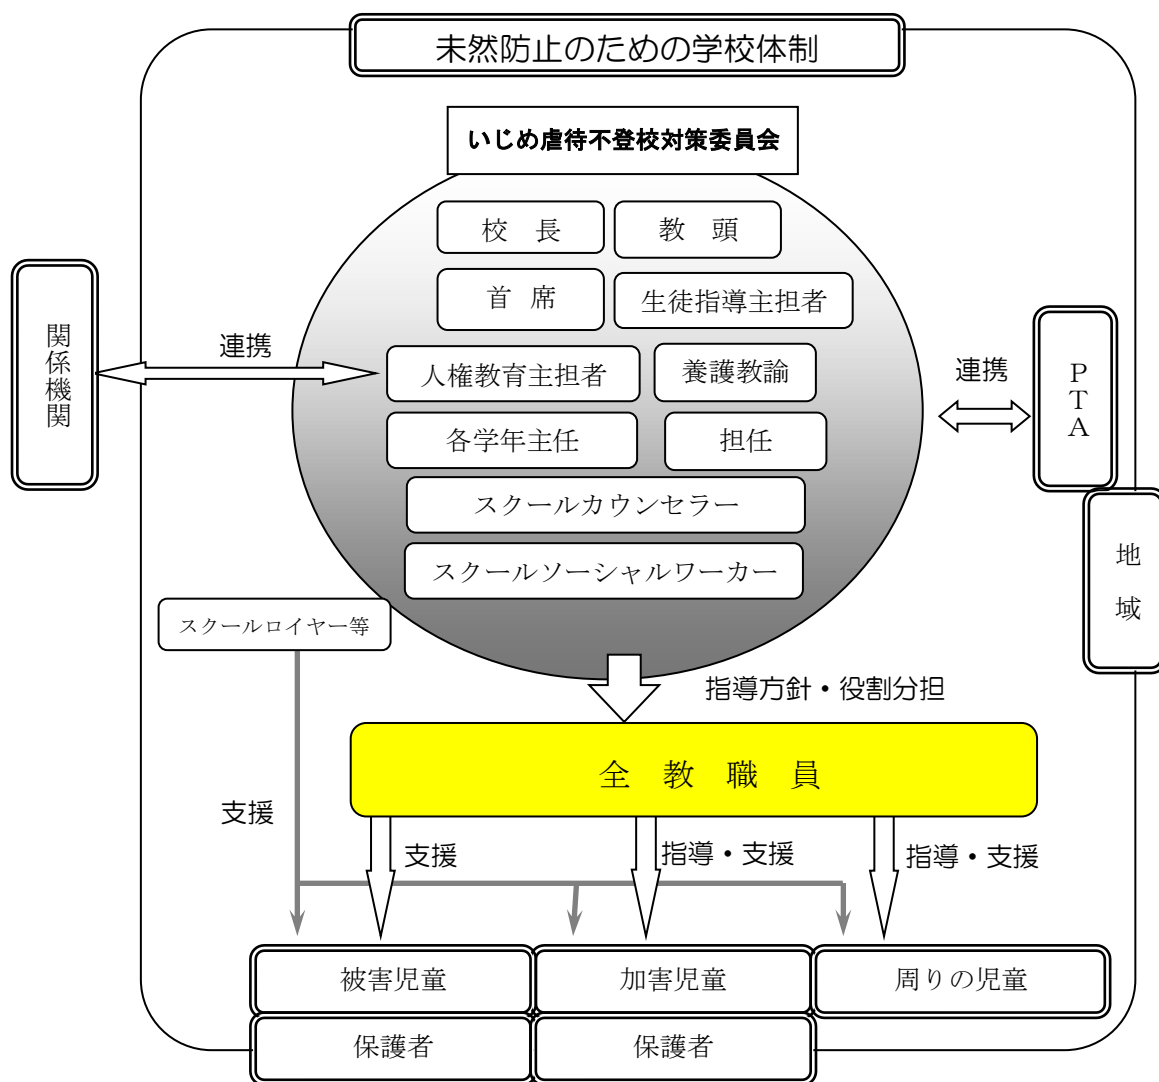 未然防止のための学校体制
いじめ虐待不登校対策委員会
校 長
教 頭
首 席
生徒指導主担者
関係機関
連携
人権教育主担者
養護教諭
連携
PTA
各学年主任
担任
スクールカウンセラー
地域
スクールソーシャルワーカー
スクールロイヤー等
指導方針・役割分担
全 教 職 員
支援
支援
指導・支援
指導・支援
被害児童
加害児童
周りの児童
保護者
保護者